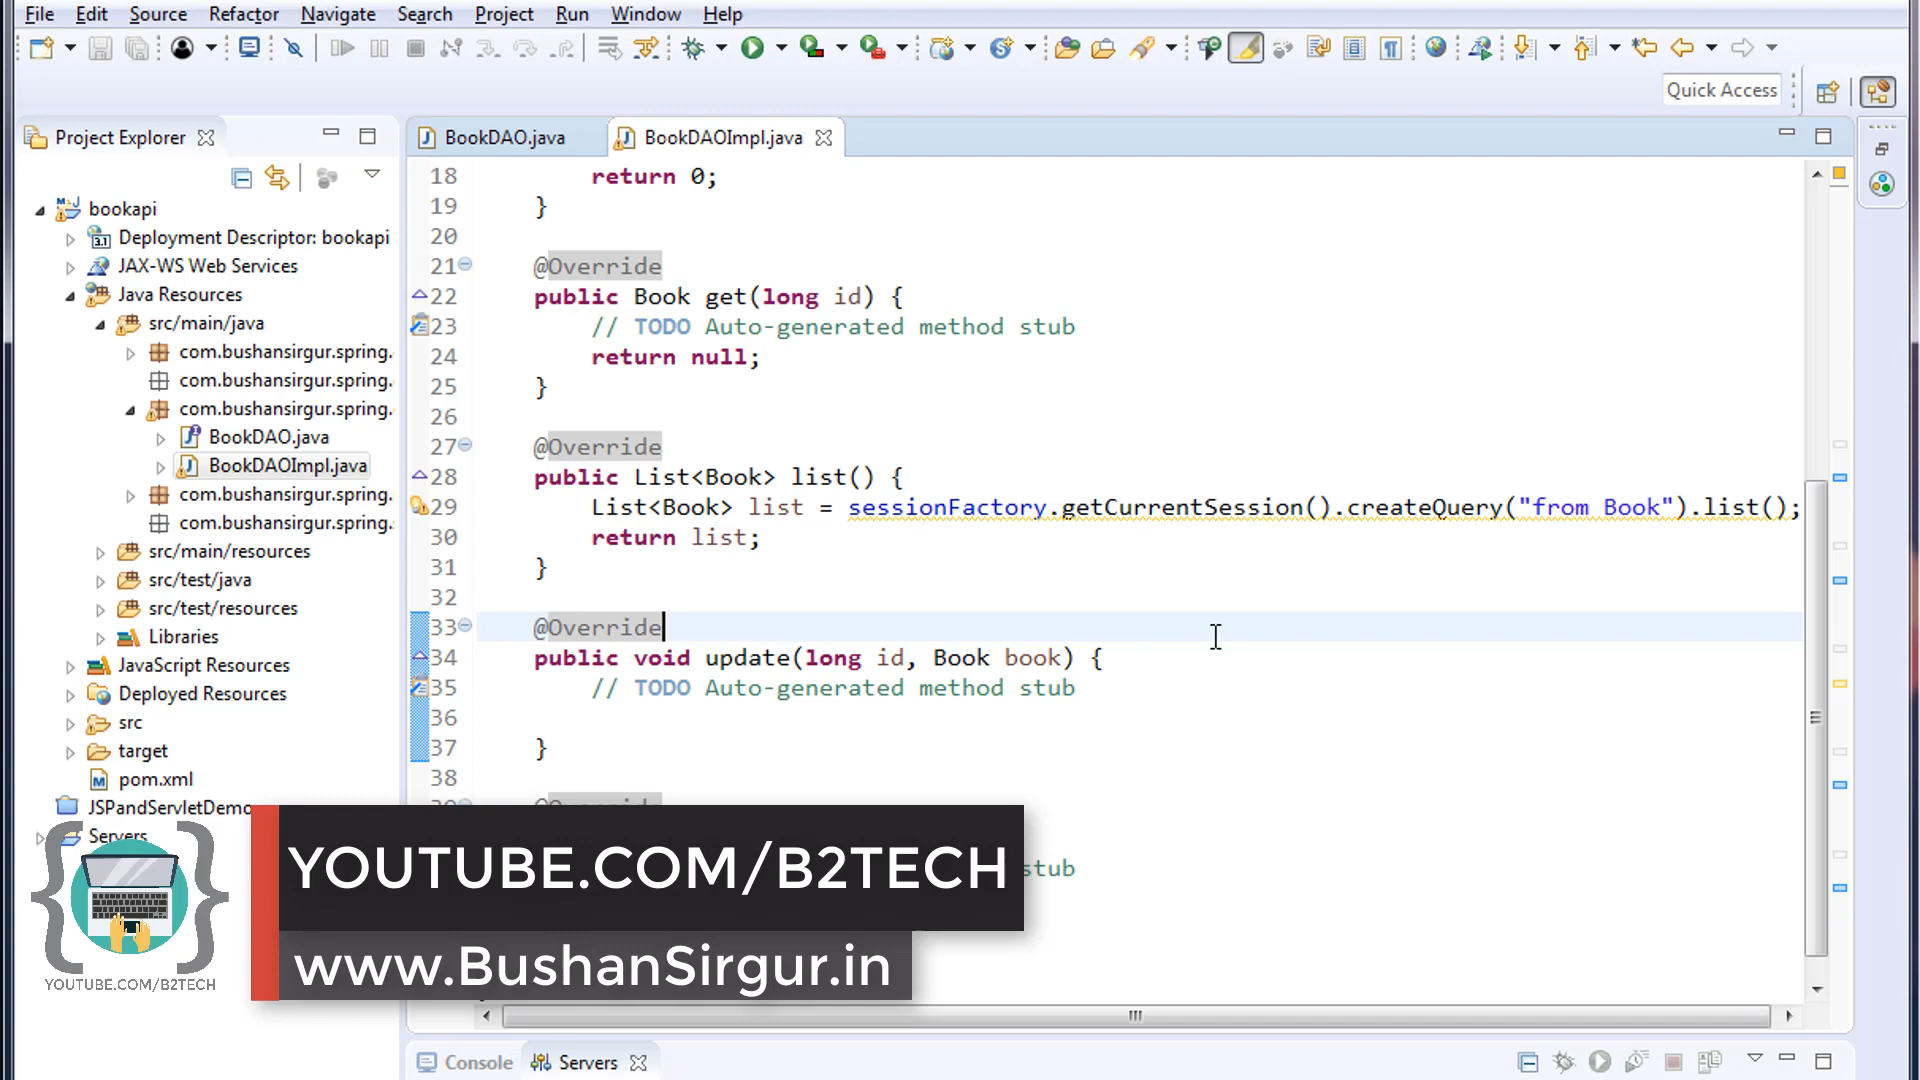 File Edit Source Refactor Navigate Search Project Run Window Help
Quick Access
Project Explorer
bookapi
Deployment Descriptor: bookapi
JAX-WS Web Services
Java Resources
src/main/java
com.bushansirgur.spring.
com.bushansirgur.spring.
com.bushansirgur.spring.
BookDAO.java
BookDAOImpl.java
com.bushansirgur.spring.
com.bushansirgur.spring.
src/main/resources
src/test/java
src/test/resources
Libraries
JavaScript Resources
Deployed Resources
src
target
pom.xml
JSPandServletDemo
Servers
BookDAO.java BookDAOImpl.java
18 return 0;
19 }
20
21 @Override
22 public Book get(long id) {
23 // TODO Auto-generated method stub
24 return null;
25 }
26
27 @Override
28 public List<Book> list() {
29 List<Book> list = sessionFactory.getCurrentSession().createQuery("from Book").list();
30 return list;
31 }
32
33 @Override
34 public void update(long id, Book book) {
35 // TODO Auto-generated method stub
36
37 }
38
stub
YOUTUBE.COM/B2TECH
www.BushanSirgur.in
YOUTUBE.COM/B2TECH
Console Servers